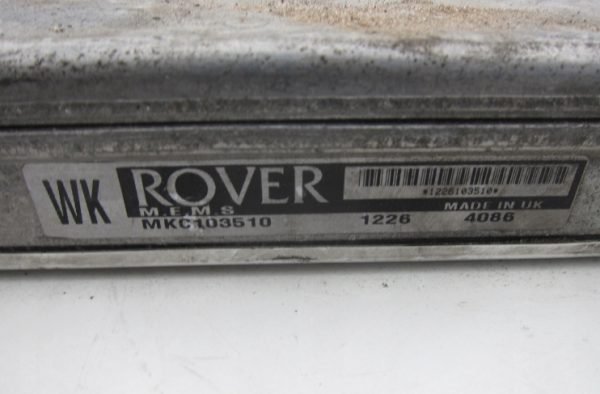 WK
ROVER
M.E.M.S
*1226103510*
MADE IN UK
MKC103510 1226 4086